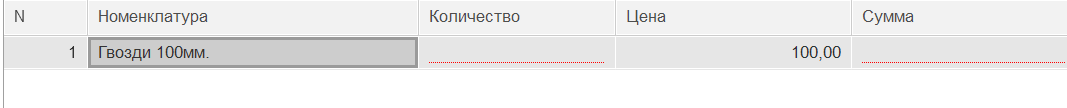 N Номенклатура Количество Цена Сумма
1 Гвозди 100мм. 100,00